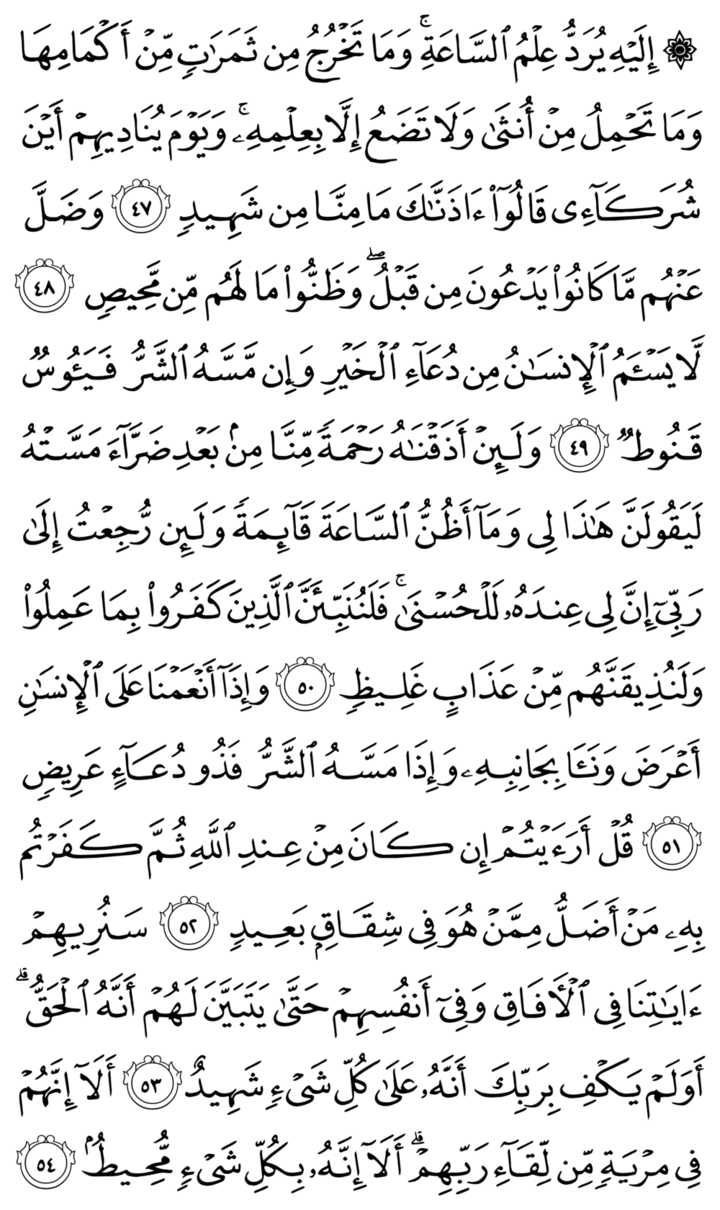 ۞ إِلَيْهِ يُرَدُّ عِلْمُ ٱلسَّاعَةِۚ وَمَا تَخْرُجُ مِن ثَمَرَٰتٖ مِّنْ أَكْمَامِهَا
وَمَا تَحْمِلُ مِنْ أُنثَىٰ وَلَا تَضَعُ إِلَّا بِعِلْمِهِۦۚ وَيَوْمَ يُنَادِيهِمْ أَيْنَ
شُرَكَآءِي قَالُوٓاْ ءَاذَنَّٰكَ مَا مِنَّا مِن شَهِيدٖ ٤٧ وَضَلَّ
عَنْهُم مَّا كَانُواْ يَدْعُونَ مِن قَبْلُۖ وَظَنُّواْ مَا لَهُم مِّن مَّحِيصٖ ٤٨
لَّا يَسْـَٔمُ ٱلْإِنسَٰنُ مِن دُعَآءِ ٱلْخَيْرِ وَإِن مَّسَّهُ ٱلشَّرُّ فَيَـُٔوسٞ
قَنُوطٞ ٤٩ وَلَئِنْ أَذَقْنَٰهُ رَحْمَةٗ مِّنَّا مِنۢ بَعْدِ ضَرَّآءَ مَسَّتْهُ
لَيَقُولَنَّ هَٰذَا لِي وَمَآ أَظُنُّ ٱلسَّاعَةَ قَآئِمَةٗ وَلَئِن رُّجِعْتُ إِلَىٰ
رَبِّيٓ إِنَّ لِي عِندَهُۥ لَلْحُسْنَىٰۚ فَلَنُنَبِّئَنَّ ٱلَّذِينَ كَفَرُواْ بِمَا عَمِلُواْ
وَلَنُذِيقَنَّهُم مِّنْ عَذَابٍ غَلِيظٖ ٥٠ وَإِذَآ أَنْعَمْنَا عَلَى ٱلْإِنسَٰنِ
أَعْرَضَ وَنَـَٔا بِجَانِبِهِۦ وَإِذَا مَسَّهُ ٱلشَّرُّ فَذُو دُعَآءٍ عَرِيضٖ
٥١ قُلْ أَرَءَيْتُمْ إِن كَانَ مِنْ عِندِ ٱللَّهِ ثُمَّ كَفَرْتُم
بِهِۦ مَنْ أَضَلُّ مِمَّنْ هُوَ فِي شِقَاقِۭ بَعِيدٖ ٥٢ سَنُرِيهِمْ
ءَايَٰتِنَا فِي ٱلْأٓفَاقِ وَفِيٓ أَنفُسِهِمْ حَتَّىٰ يَتَبَيَّنَ لَهُمْ أَنَّهُ ٱلْحَقُّۗ
أَوَلَمْ يَكْفِ بِرَبِّكَ أَنَّهُۥ عَلَىٰ كُلِّ شَيْءٖ شَهِيدٌ ٥٣ أَلَآ إِنَّهُمْ
فِي مِرْيَةٖ مِّن لِّقَآءِ رَبِّهِمْۗ أَلَآ إِنَّهُۥ بِكُلِّ شَيْءٖ مُّحِيطُۢ ٥٤